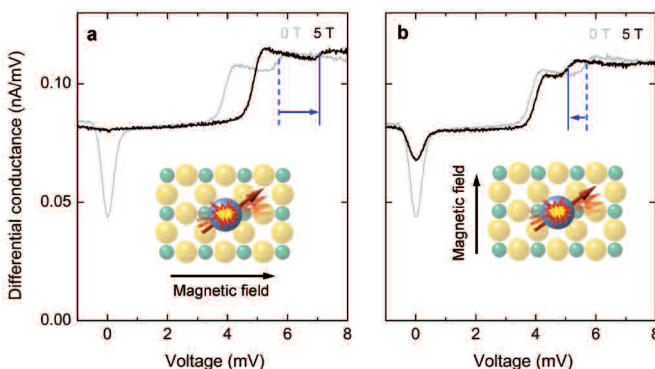 a
0 T 5 T
b
0 T 5 T
0.10
0.05
0.00
Differential conductance (nA/mV)
Magnetic field
Magnetic field
0 2 4 6 8
0 2 4 6 8
Voltage (mV)
Voltage (mV)